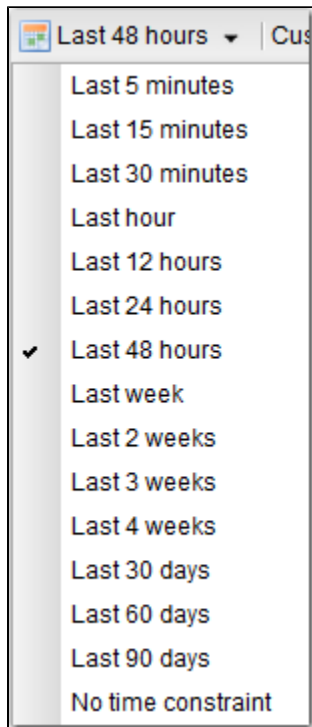 Last 48 hours Cus
Last 5 minutes
Last 15 minutes
Last 30 minutes
Last hour
Last 12 hours
Last 24 hours
Last 48 hours
Last week
Last 2 weeks
Last 3 weeks
Last 4 weeks
Last 30 days
Last 60 days
Last 90 days
No time constraint